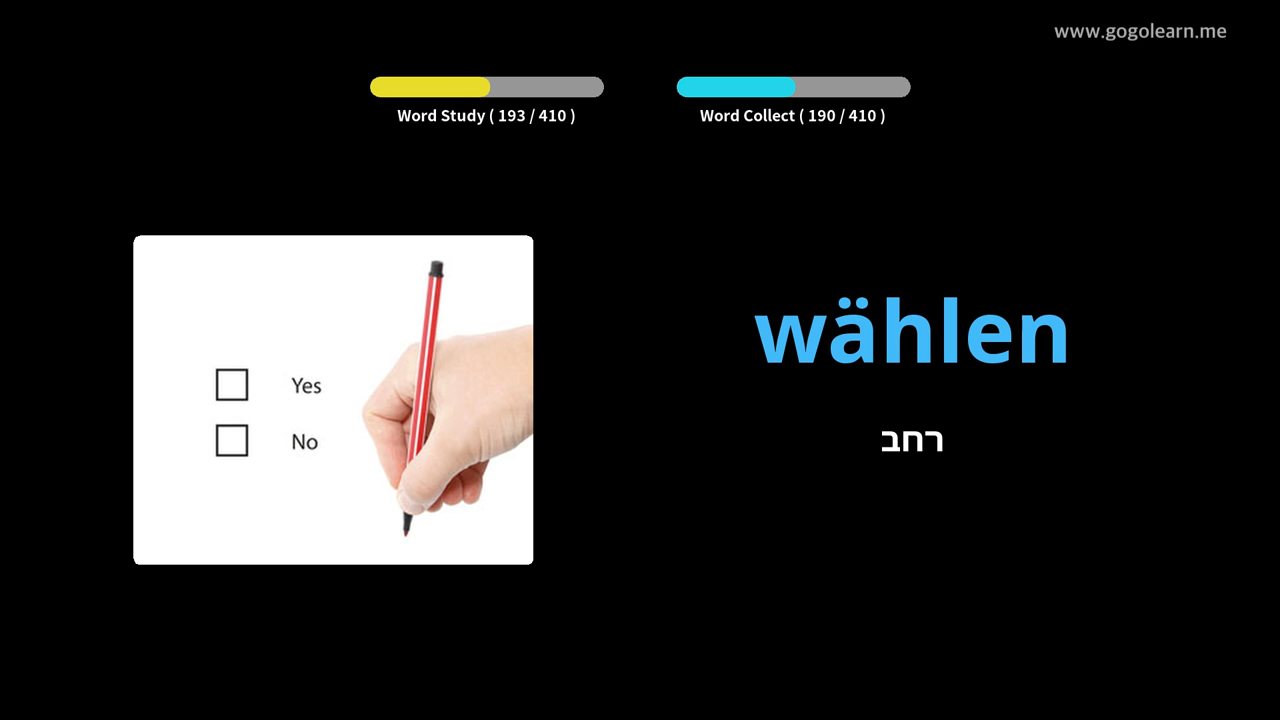 www.gogolearn.me
Word Study ( 193 / 410 )
Word Collect ( 190 / 410 )
Yes
No
wählen
רחב